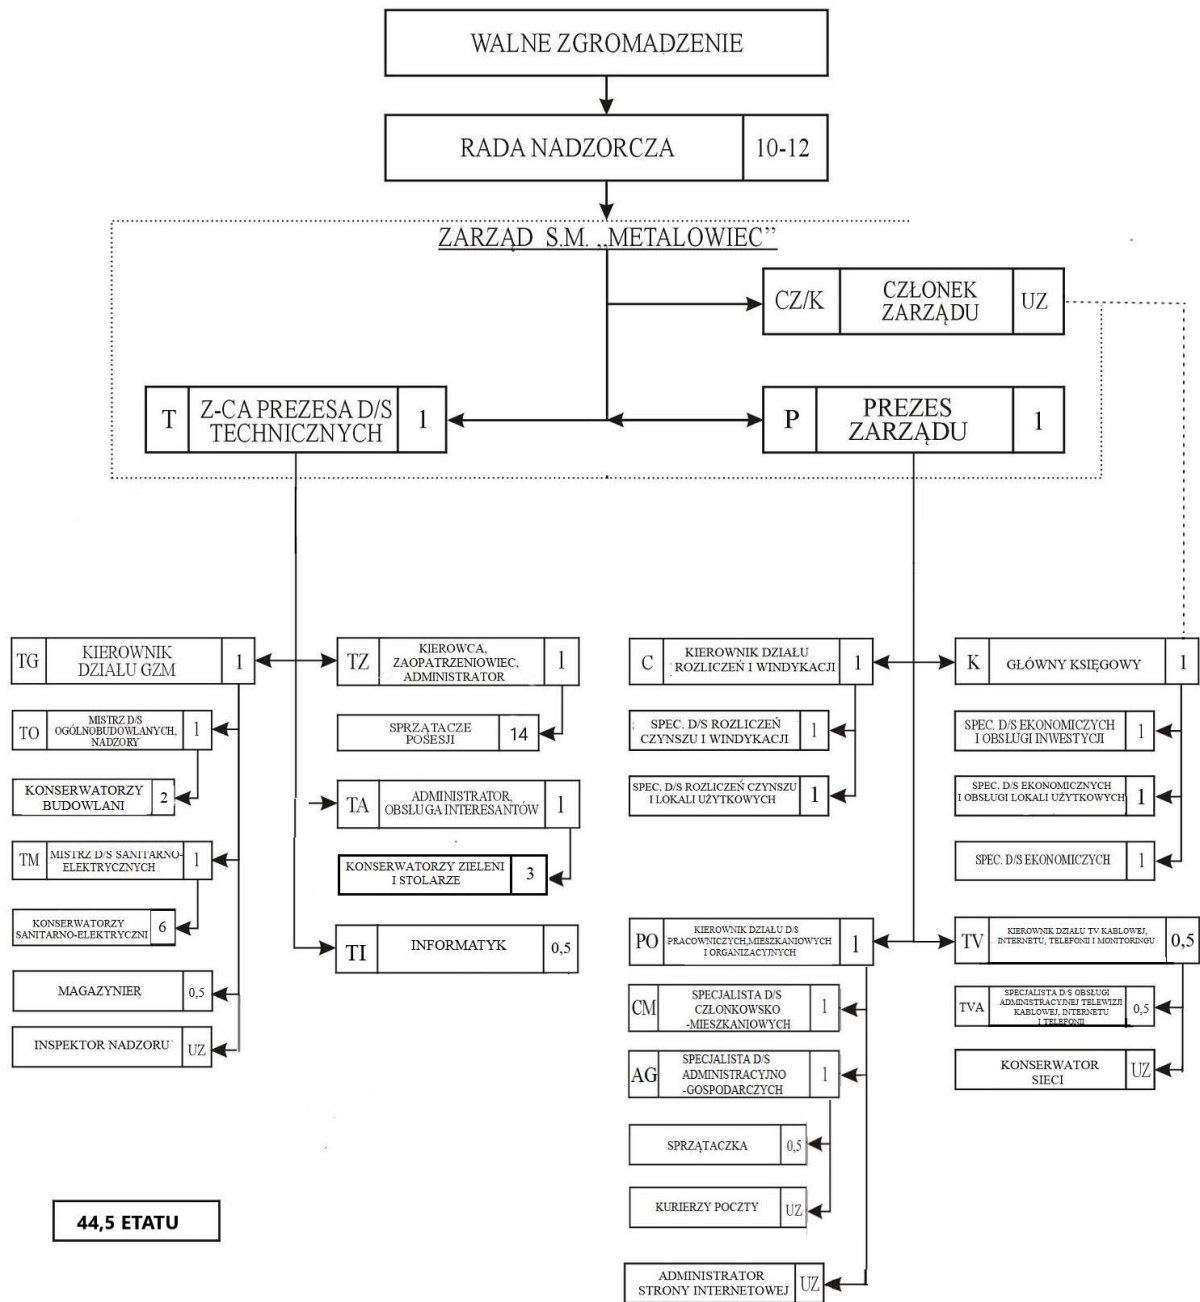 WALNE ZGROMADZENIE
RADA NADZORCZA 10-12
ZARZĄD S.M. „METALOWIEC”
CZ/K CZŁONEK ZARZĄDU UZ
T Z-CA PREZESA D/S TECHNICZNYCH 1
P PREZES ZARZĄDU 1
TG KIEROWNIK DZIAŁU GZM 1
TO MISTRZ D/S OGÓLNOBUDOWLANYCH, NADZORY 1
KONSERWATORZY BUDOWLANI 2
TM MISTRZ D/S SANITARNO-ELEKTRYCZNYCH 1
KONSERWATORZY SANITARNO-ELEKTRYCZNI 6
MAGAZYNIER 0,5
INSPEKTOR NADZORU UZ
TZ KIEROWCA, ZAOPATRZENIOWIEC, ADMINISTRATOR 1
SPRZĄTACZE POSESJI 14
TA ADMINISTRATOR, OBSŁUGA INTERESANTÓW 1
KONSERWATORZY ZIELENI I STOLARZE 3
TI INFORMATYK 0,5
C KIEROWNIK DZIAŁU ROZLICZEŃ I WINDYKACJI 1
SPEC. D/S ROZLICZEŃ CZYNSZU I WINDYKACJI 1
SPEC. D/S ROZLICZEŃ CZYNSZU I LOKALI UŻYTKOWYCH 1
K GŁÓWNY KSIĘGOWY 1
SPEC. D/S EKONOMICZYCH I OBSŁUGI INWESTYCJI 1
SPEC. D/S EKONOMICZNYCH I OBSŁUGI LOKALI UŻYTKOWYCH 1
SPEC. D/S EKONOMICZYCH 1
PO KIEROWNIK DZIAŁU D/S PRACOWNICZYCH,MIESZKANIOWYCH I ORGANIZACYJNYCH 1
CM SPECJALISTA D/S CZŁONKOWSKO -MIESZKANIOWYCH 1
AG SPECJALISTA D/S ADMINISTRACYJNO -GOSPODARCZYCH 1
SPRZĄTACZKA 0,5
KURIERZY POCZTY UZ
ADMINISTRATOR STRONY INTERNETOWEJ UZ
TV KIEROWNIK DZIAŁU TV KABLOWEJ, INTERNETU, TELEFONII I MONITORINGU 0,5
TVA SPECJALISTA D/S OBSŁUGI ADMINISTRACYJNEJ TELEWIZJI KABLOWEJ, INTERNETU I TELEFONII 0,5
KONSERWATOR SIECI UZ
44,5 ETATU